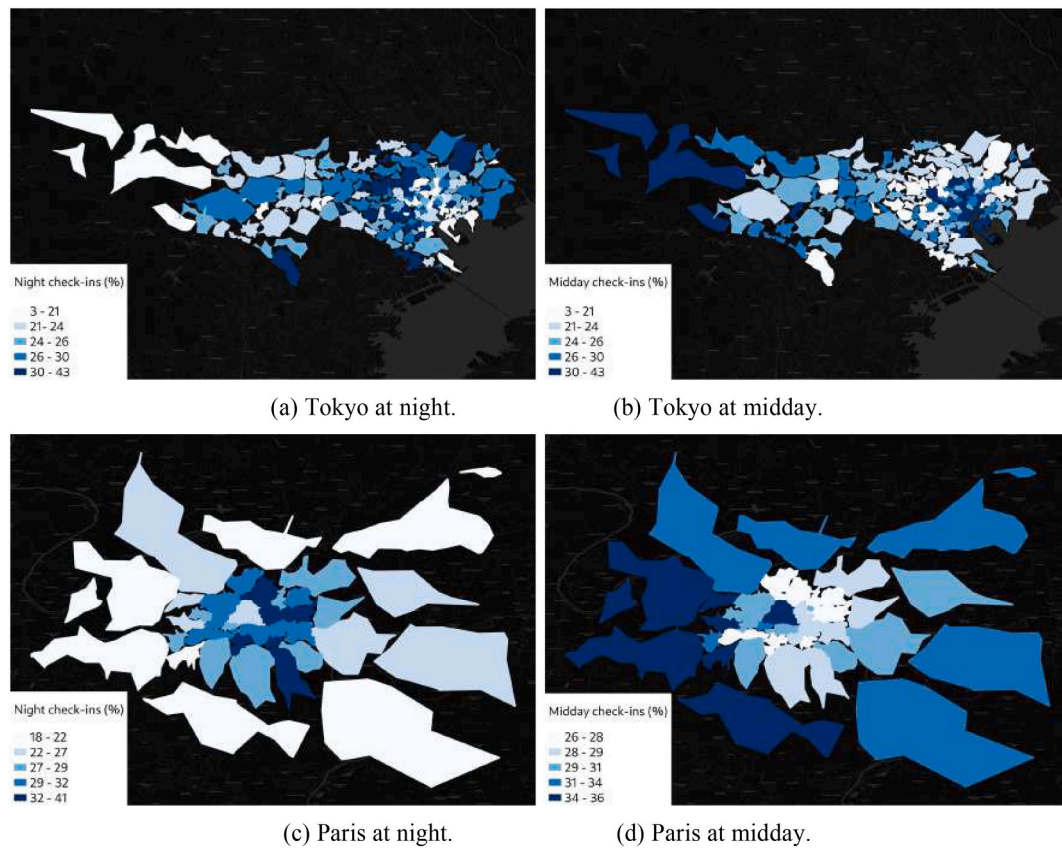 Night check-ins (%)
3 - 21
21- 24
24 - 26
26 - 30
30 - 43
Midday check-ins (%)
3 - 21
21- 24
24 - 26
26 - 30
30 - 43
(a) Tokyo at night.
(b) Tokyo at midday.
Night check-ins (%)
18 - 22
22 - 27
27 - 29
29 - 32
32 - 41
Midday check-ins (%)
26 - 28
28 - 29
29 - 31
31 - 34
34 - 36
(c) Paris at night.
(d) Paris at midday.